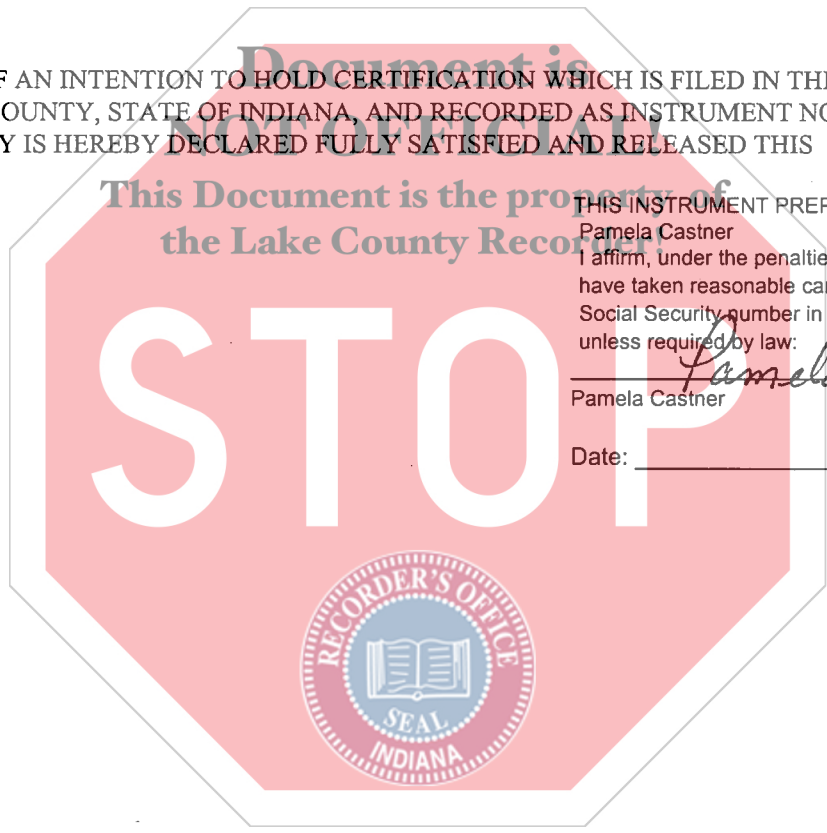 Document is
F AN INTENTION TO HOLD CERTIFICATION WHICH IS FILED IN THE
OUNTY, STATE OF INDIANA, AND RECORDED AS INSTRUMENT NO
NOT OFFICIAL!
Y IS HEREBY DECLARED FULLY SATISFIED AND RELEASED THIS
This Document is the property of
the Lake County Recorder!
THIS INSTRUMENT PREP
Pamela Castner
I affirm, under the penaltie
have taken reasonable car
Social Security number in
unless required by law:
Pamela
Pamela Castner
Date:
STOP
RECORDER'S OFFICE
SEAL
INDIANA